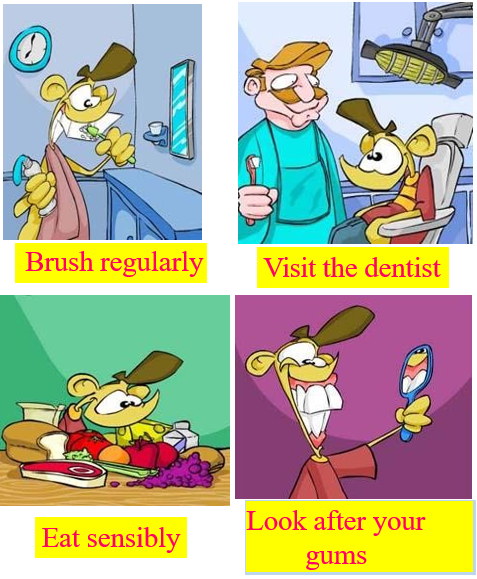 Brush regularly
Visit the dentist
Eat sensibly
Look after your
gums